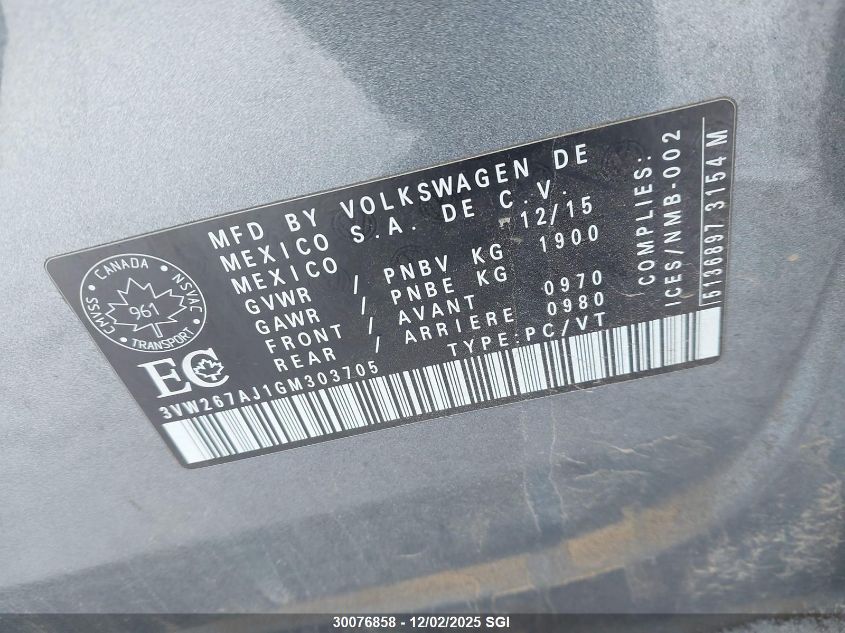 MFD BY VOLKSWAGEN DE
MEXICO S.A. DE C.V.
MEXICO 12/15
GVWR / PNBV KG 1900
GAWR / PNBE KG
FRONT / AVANT 0970
REAR / ARRIERE 0980
TYPE:PC/VT
COMPLIES:
ICES/NMB-002
5136897 3154 M
CANADA
CMVSS NSVAC
961
TRANSPORT
EC
3VW267AJ1GM303705
30076858 - 12/02/2025 SGI